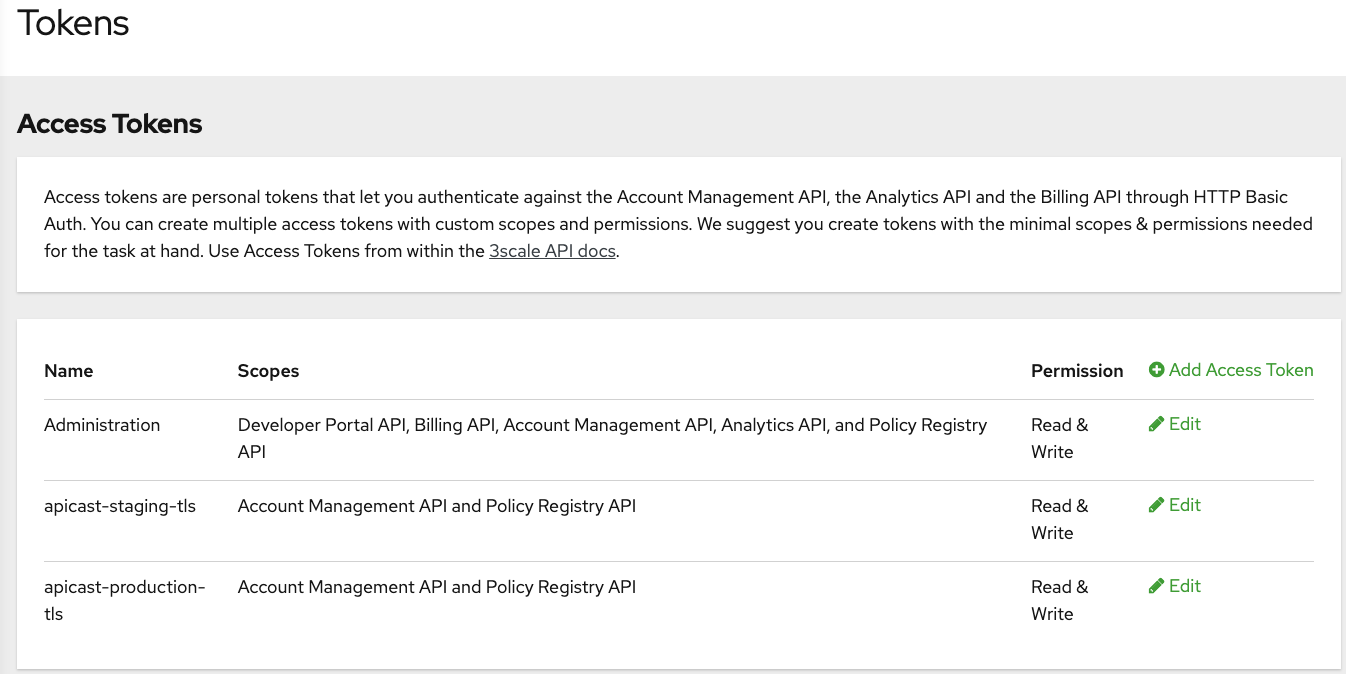 Tokens
Access Tokens
Access tokens are personal tokens that let you authenticate against the Account Management API, the Analytics API and the Billing API through HTTP Basic
Auth. You can create multiple access tokens with custom scopes and permissions. We suggest you create tokens with the minimal scopes & permissions needed
for the task at hand. Use Access Tokens from within the 3scale API docs.
Name Scopes Permission Add Access Token
Administration Developer Portal API, Billing API, Account Management API, Analytics API, and Policy Registry Read & Edit
API Write
apicast-staging-tls Account Management API and Policy Registry API Read & Edit
Write
apicast-production- Account Management API and Policy Registry API Read & Edit
tls Write